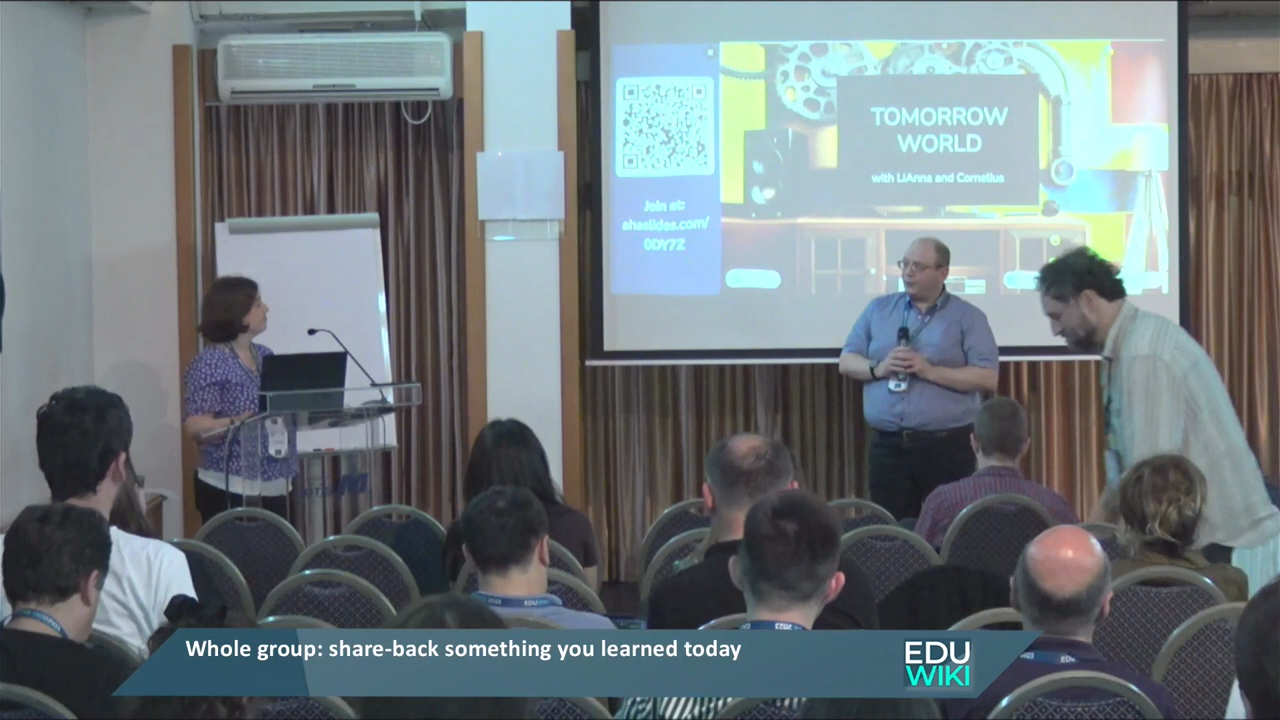 TOMORROW
WORLD
with LiAnna and Cornelius
Join at:
ahaslides.com/
0DY7Z
Whole group: share-back something you learned today
EDU
WIKI